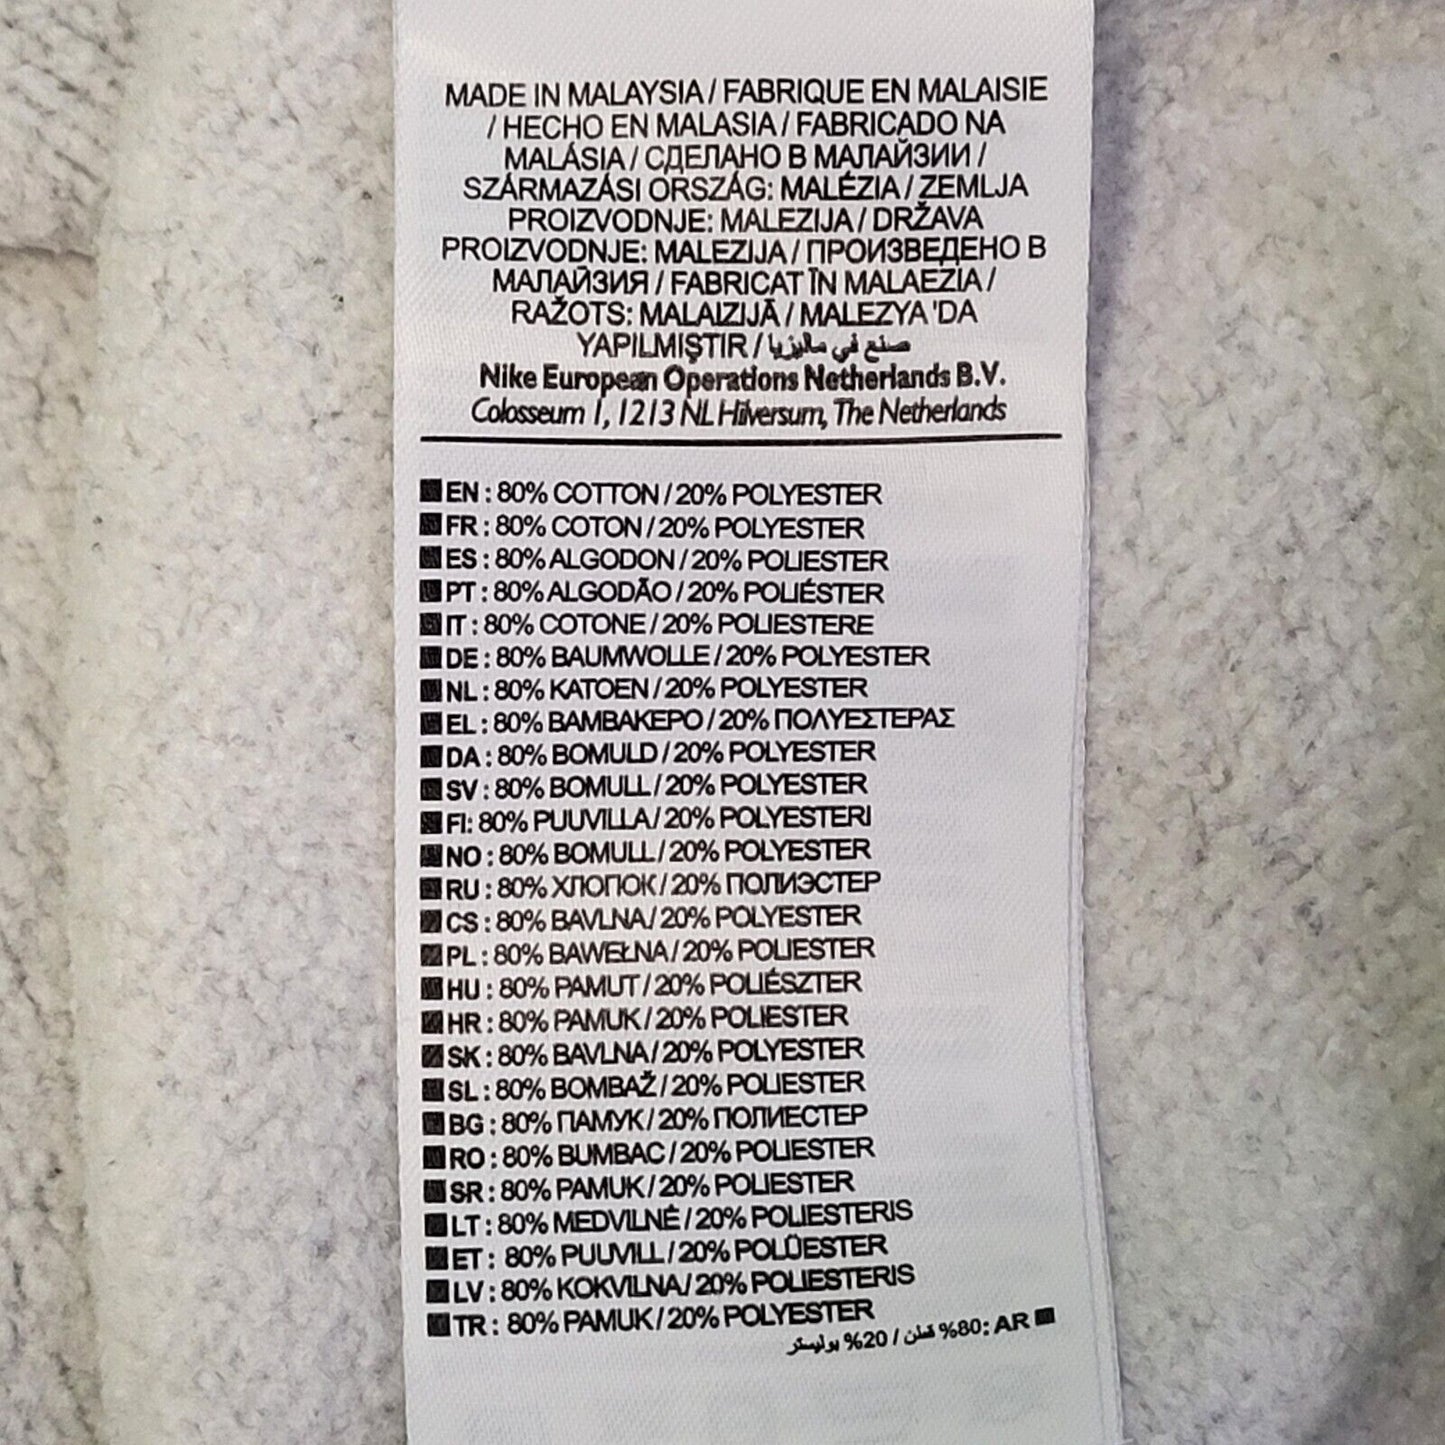 MADE IN MALAYSIA / FABRIQUE EN MALAISIE
/ HECHO EN MALASIA / FABRICADO NA
MALÁSIA / СДЕЛАНО В МАЛАЙЗИИ /
SZÁRMAZÁSI ORSZÁG: MALÉZIA / ZEMLJA
PROIZVODNJE: MALEZIJA / DRŽAVA
PROIZVODNJE: MALEZIJA / ПРОИЗВЕДЕНО В
МАЛАЙЗИЯ / FABRICAT ÎN MALAEZIA /
RAŽOTS: MALAIZIJĀ / MALEZYA 'DA
YAPILMIŞTIR / صنع في ماليزيا
Nike European Operations Netherlands B.V.
Colosseum 1, 1213 NL Hilversum, The Netherlands
EN : 80% COTTON / 20% POLYESTER
FR : 80% COTON / 20% POLYESTER
ES : 80% ALGODON / 20% POLIESTER
PT : 80% ALGODÃO / 20% POLIÉSTER
IT : 80% COTONE / 20% POLIESTERE
DE : 80% BAUMWOLLE / 20% POLYESTER
NL : 80% KATOEN / 20% POLYESTER
EL : 80% ΒΑΜΒΑΚΕΡΟ / 20% ΠΟΛΥΕΣΤΕΡΑΣ
DA : 80% BOMULD / 20% POLYESTER
SV : 80% BOMULL / 20% POLYESTER
FI: 80% PUUVILLA / 20% POLYESTERI
NO : 80% BOMULL / 20% POLYESTER
RU : 80% ХЛОПОК / 20% ПОЛИЭСТЕР
CS : 80% BAVLNA / 20% POLYESTER
PL : 80% BAWEŁNA / 20% POLIESTER
HU : 80% PAMUT / 20% POLIÉSZTER
HR : 80% PAMUK / 20% POLIESTER
SK : 80% BAVLNA / 20% POLYESTER
SL : 80% BOMBAŽ / 20% POLIESTER
BG : 80% ПАМУК / 20% ПОЛИЕСТЕР
RO : 80% BUMBAC / 20% POLIESTER
SR : 80% PAMUK / 20% POLIESTER
LT : 80% MEDVILNĖ / 20% POLIESTERIS
ET : 80% PUUVILL / 20% POLÜESTER
LV : 80% KOKVILNA / 20% POLIESTERIS
TR : 80% PAMUK / 20% POLYESTER
AR :80% قطن / 20% بوليستر